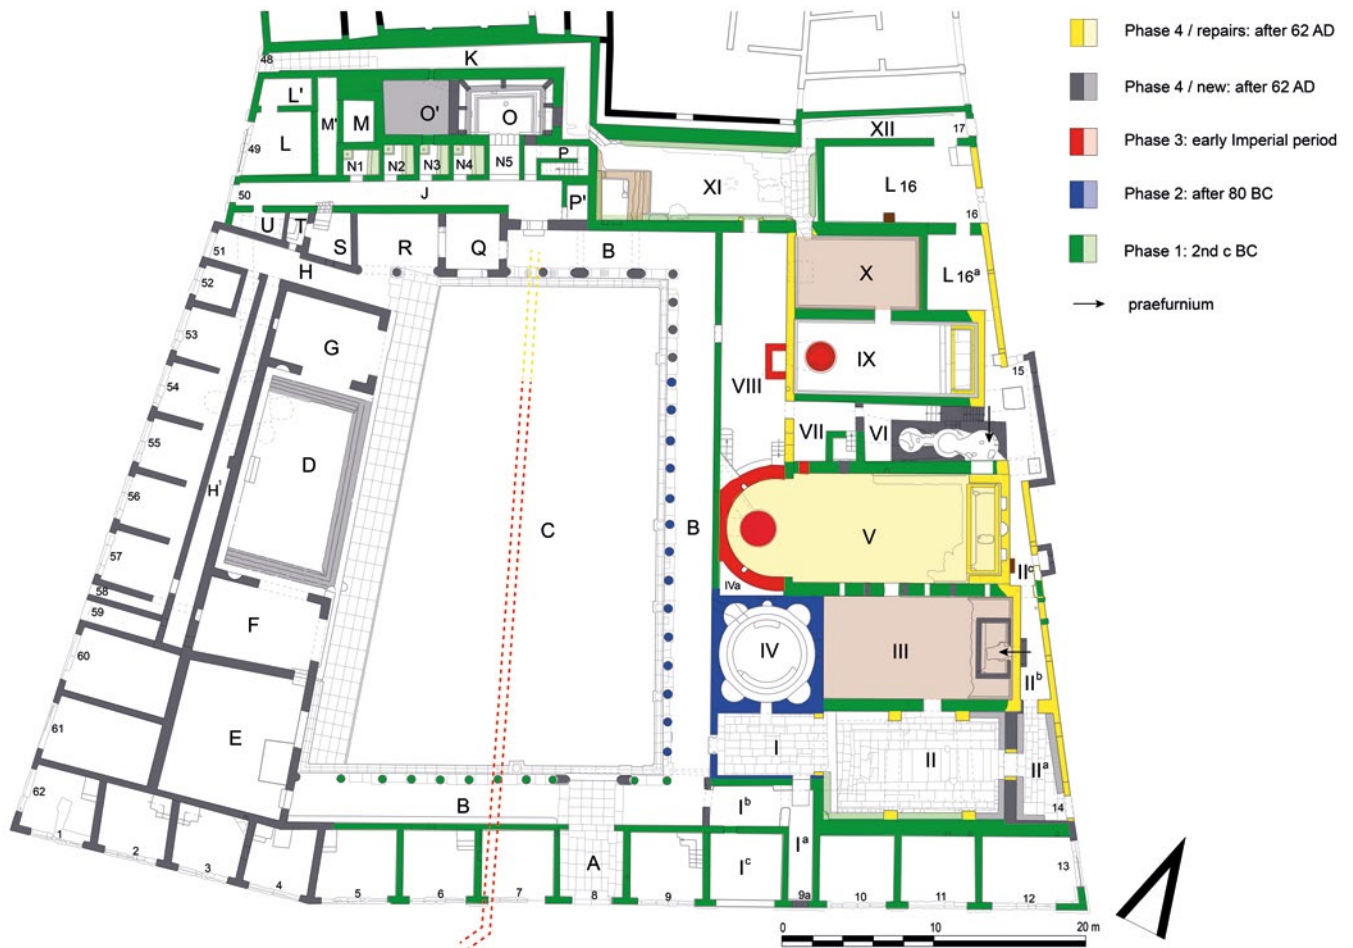 Phase 4 / repairs: after 62 AD
Phase 4 / new: after 62 AD
Phase 3: early Imperial period
Phase 2: after 80 BC
Phase 1: 2nd c BC
praefurnium
48
K
L'
M'
M
O'
O
XII
17
49
L
N1
N2
N3
N4
N5
P
XI
L 16
50
J
P'
16
U
T
S
R
Q
B
51
H
X
L 16ª
52
53
G
VIII
IX
15
54
VII
VI
55
D
56
H¹
C
B
V
57
IVa
IIᶜ
58
59
F
60
IV
III
IIᵇ
E
I
II
IIª
61
14
62
B
Iᵇ
1
2
3
4
A
Iᶜ
Iª
13
5
6
7
8
9
9a
10
11
12
0
10
20 m